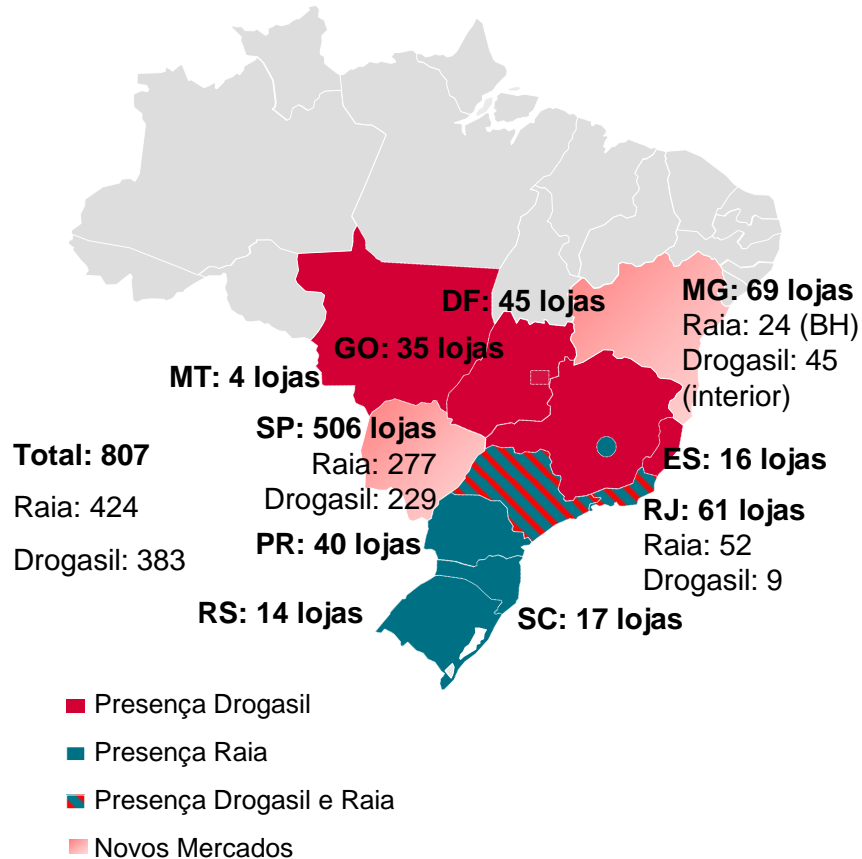 DF: 45 lojas
MG: 69 lojas
Raia: 24 (BH)
Drogasil: 45
(interior)
GO: 35 lojas
MT: 4 lojas
SP: 506 lojas
Raia: 277
Drogasil: 229
Total: 807
Raia: 424
Drogasil: 383
ES: 16 lojas
RJ: 61 lojas
Raia: 52
Drogasil: 9
PR: 40 lojas
RS: 14 lojas
SC: 17 lojas
Presença Drogasil
Presença Raia
Presença Drogasil e Raia
Novos Mercados